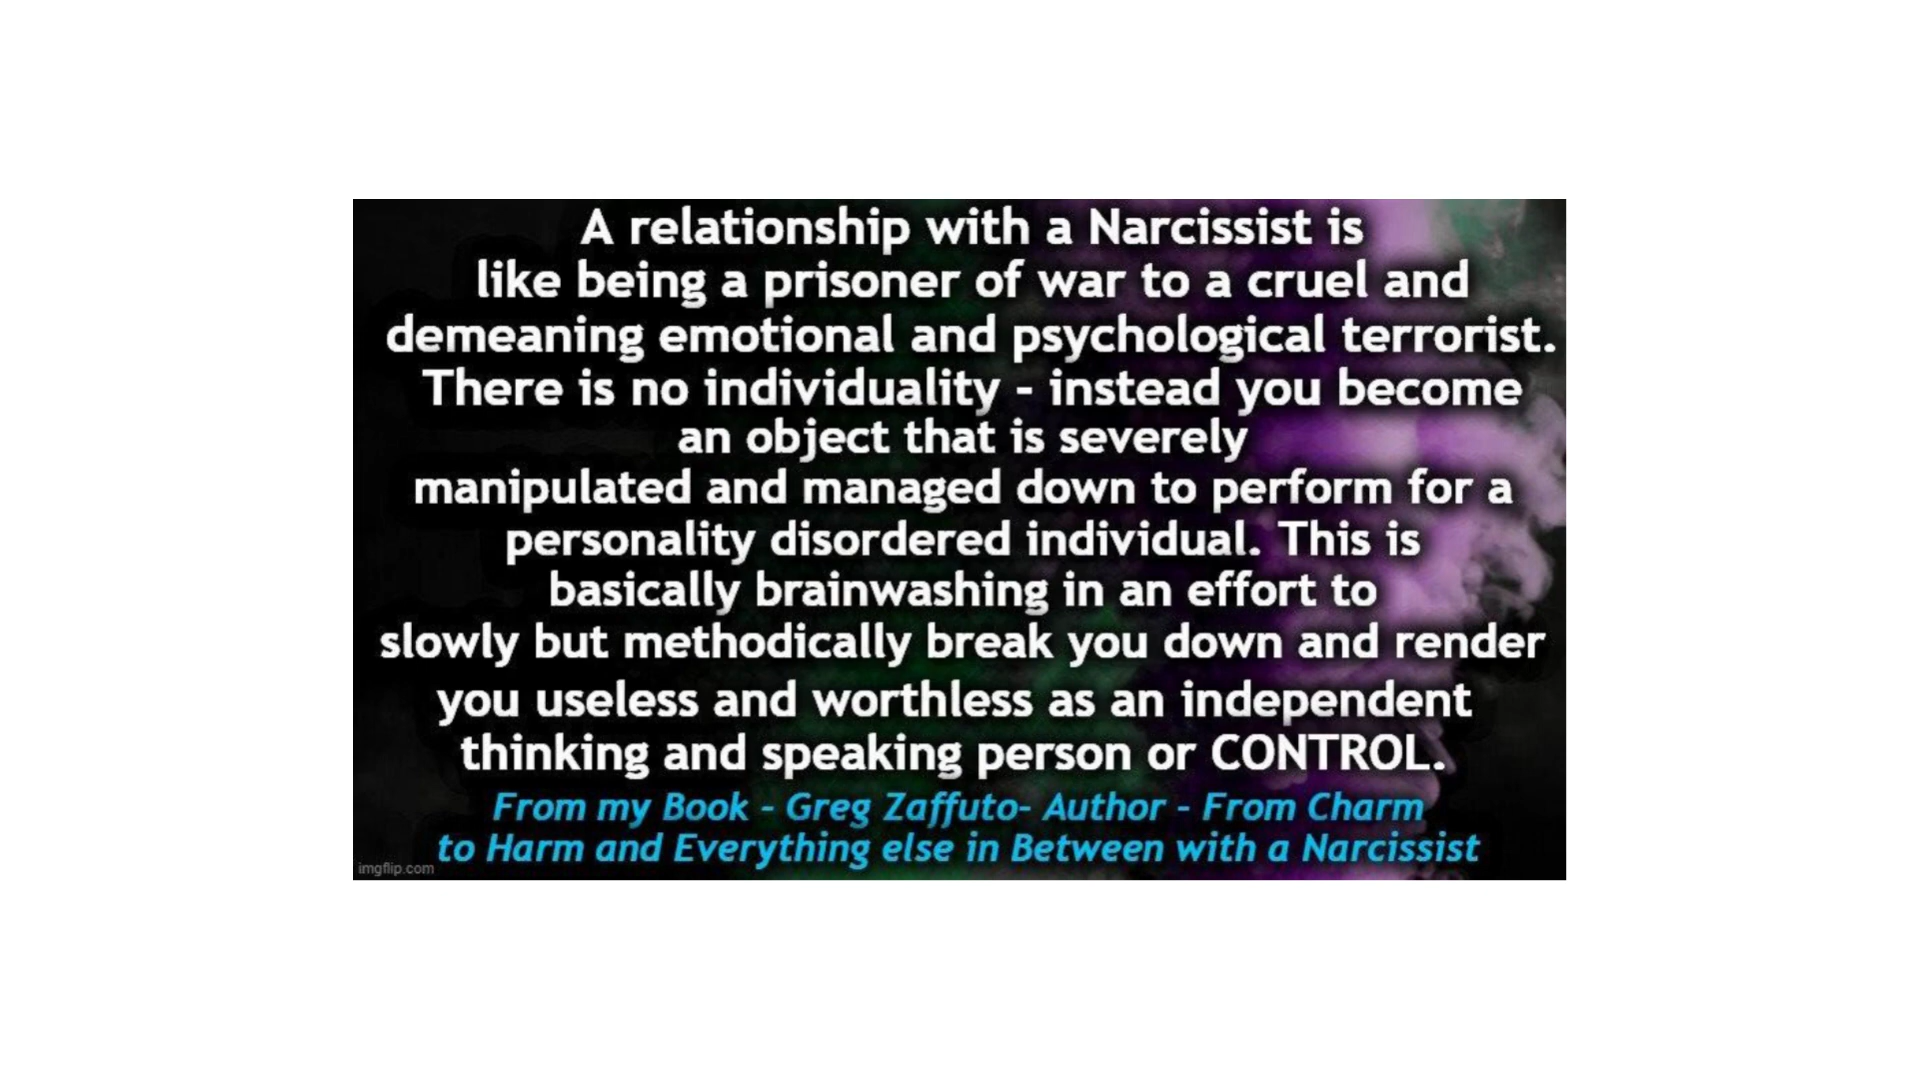 A relationship with a Narcissist is
like being a prisoner of war to a cruel and
demeaning emotional and psychological terrorist.
There is no individuality - instead you become
an object that is severely
manipulated and managed down to perform for a
personality disordered individual. This is
basically brainwashing in an effort to
slowly but methodically break you down and render
you useless and worthless as an independent
thinking and speaking person or CONTROL.
From my Book - Greg Zaffuto- Author - From Charm
to Harm and Everything else in Between with a Narcissist
imgflip.com